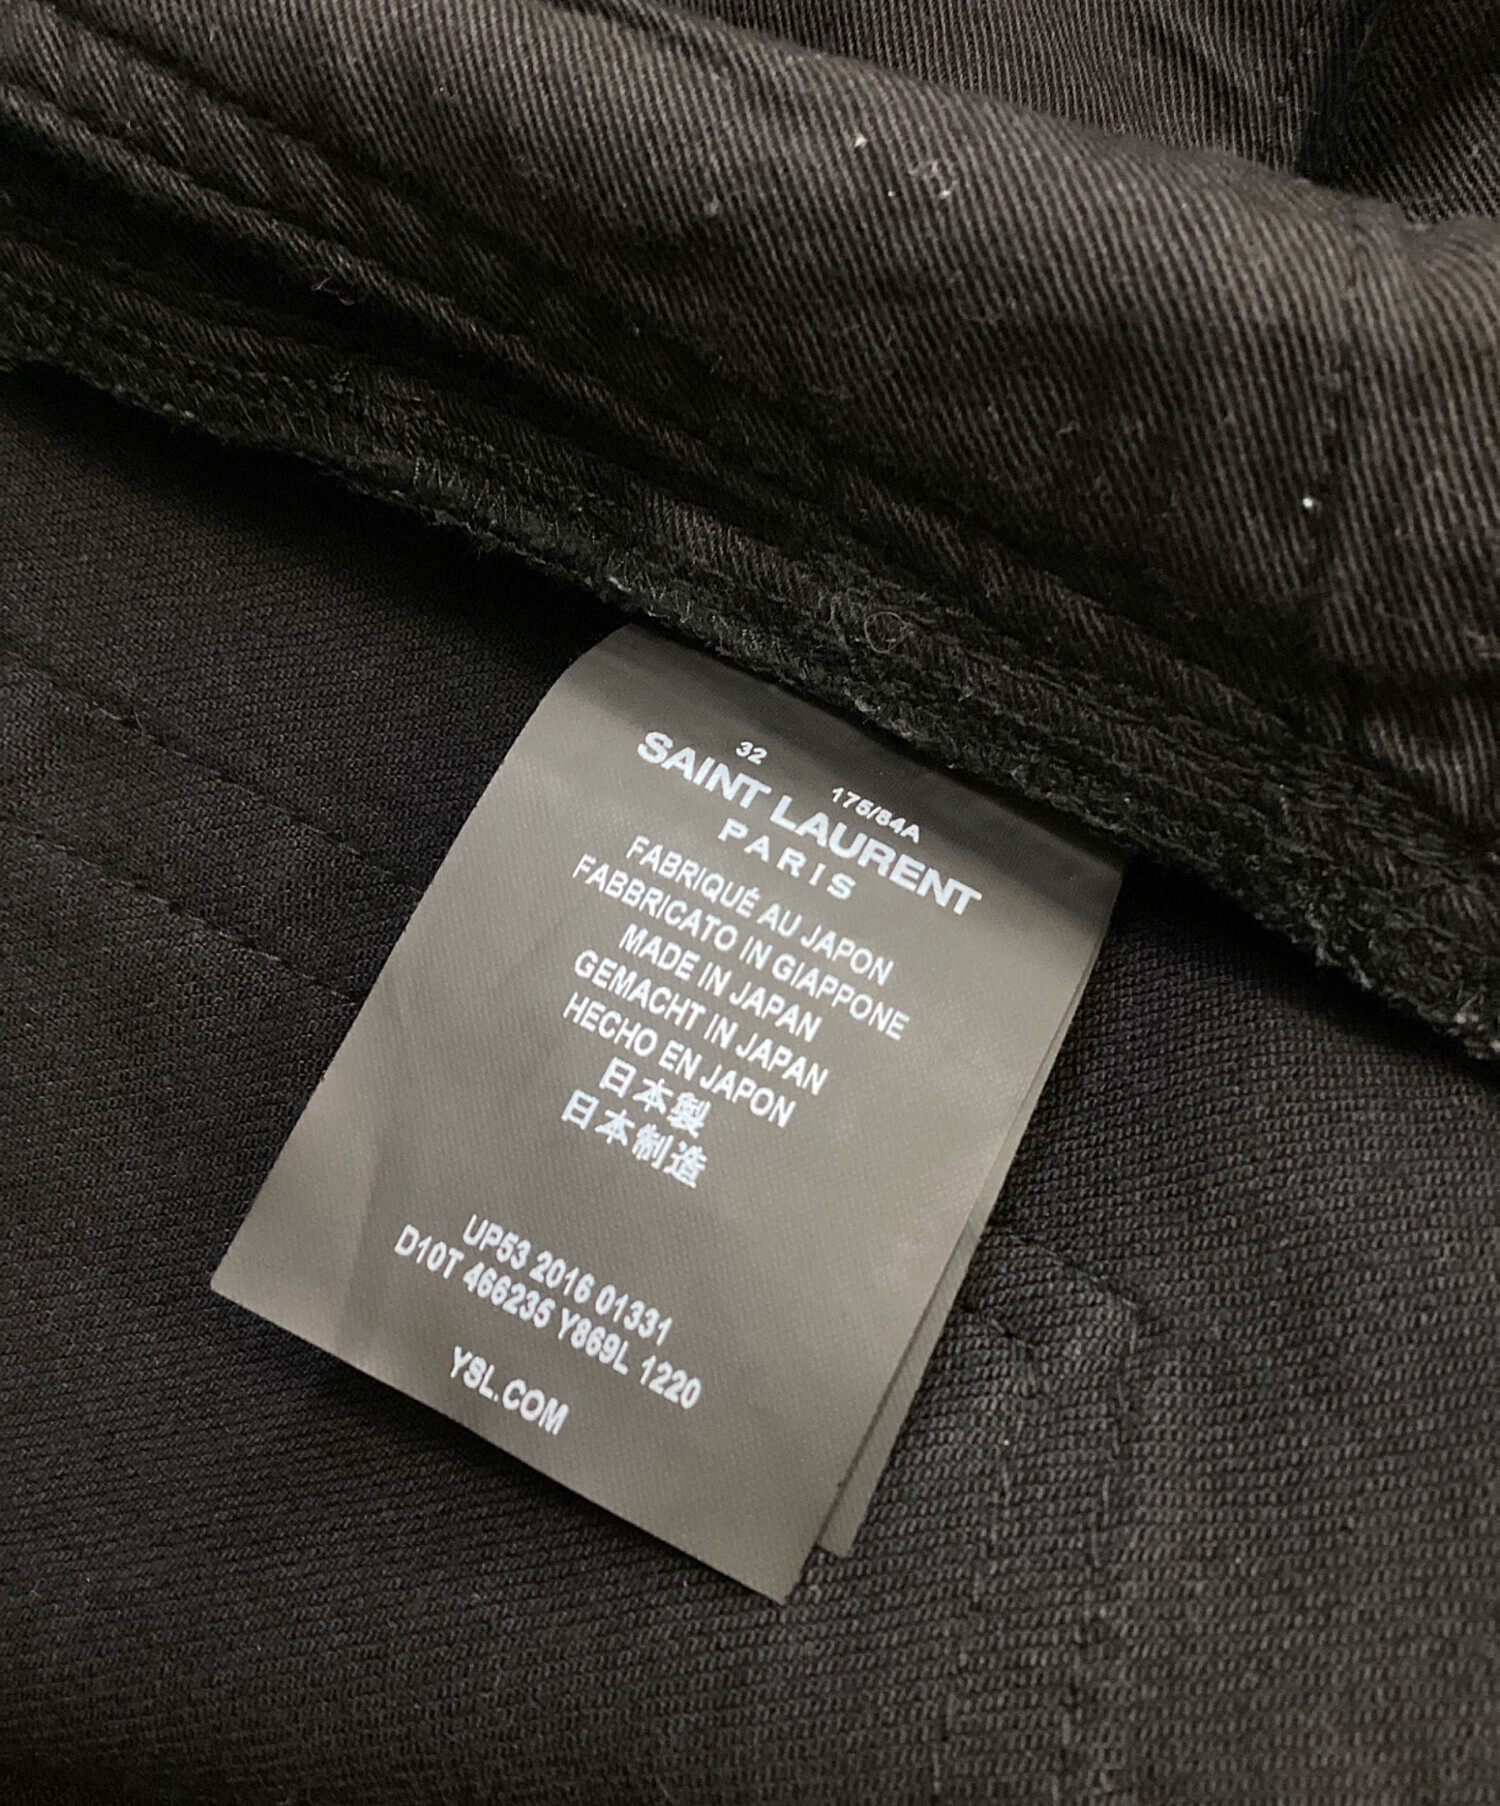 32 175/84A
SAINT LAURENT
PARIS
FABRIQUÉ AU JAPON
FABBRICATO IN GIAPPONE
MADE IN JAPAN
GEMACHT IN JAPAN
HECHO EN JAPON
日本製
日本制造
UP53 2016 01331
D10T 466235 Y869L 1220
YSL.COM